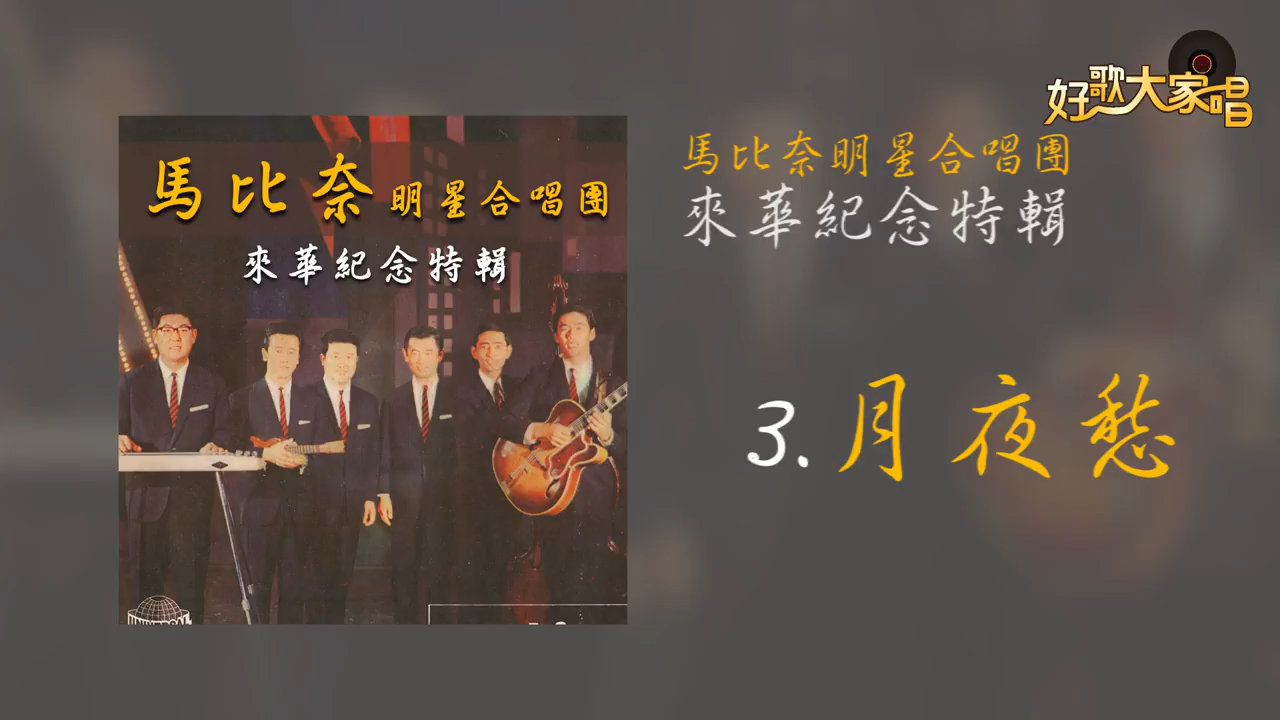 好歌大家唱
馬比奈明星合唱團
來華紀念特輯
馬比奈明星合唱團
來華紀念特輯
3.月夜愁